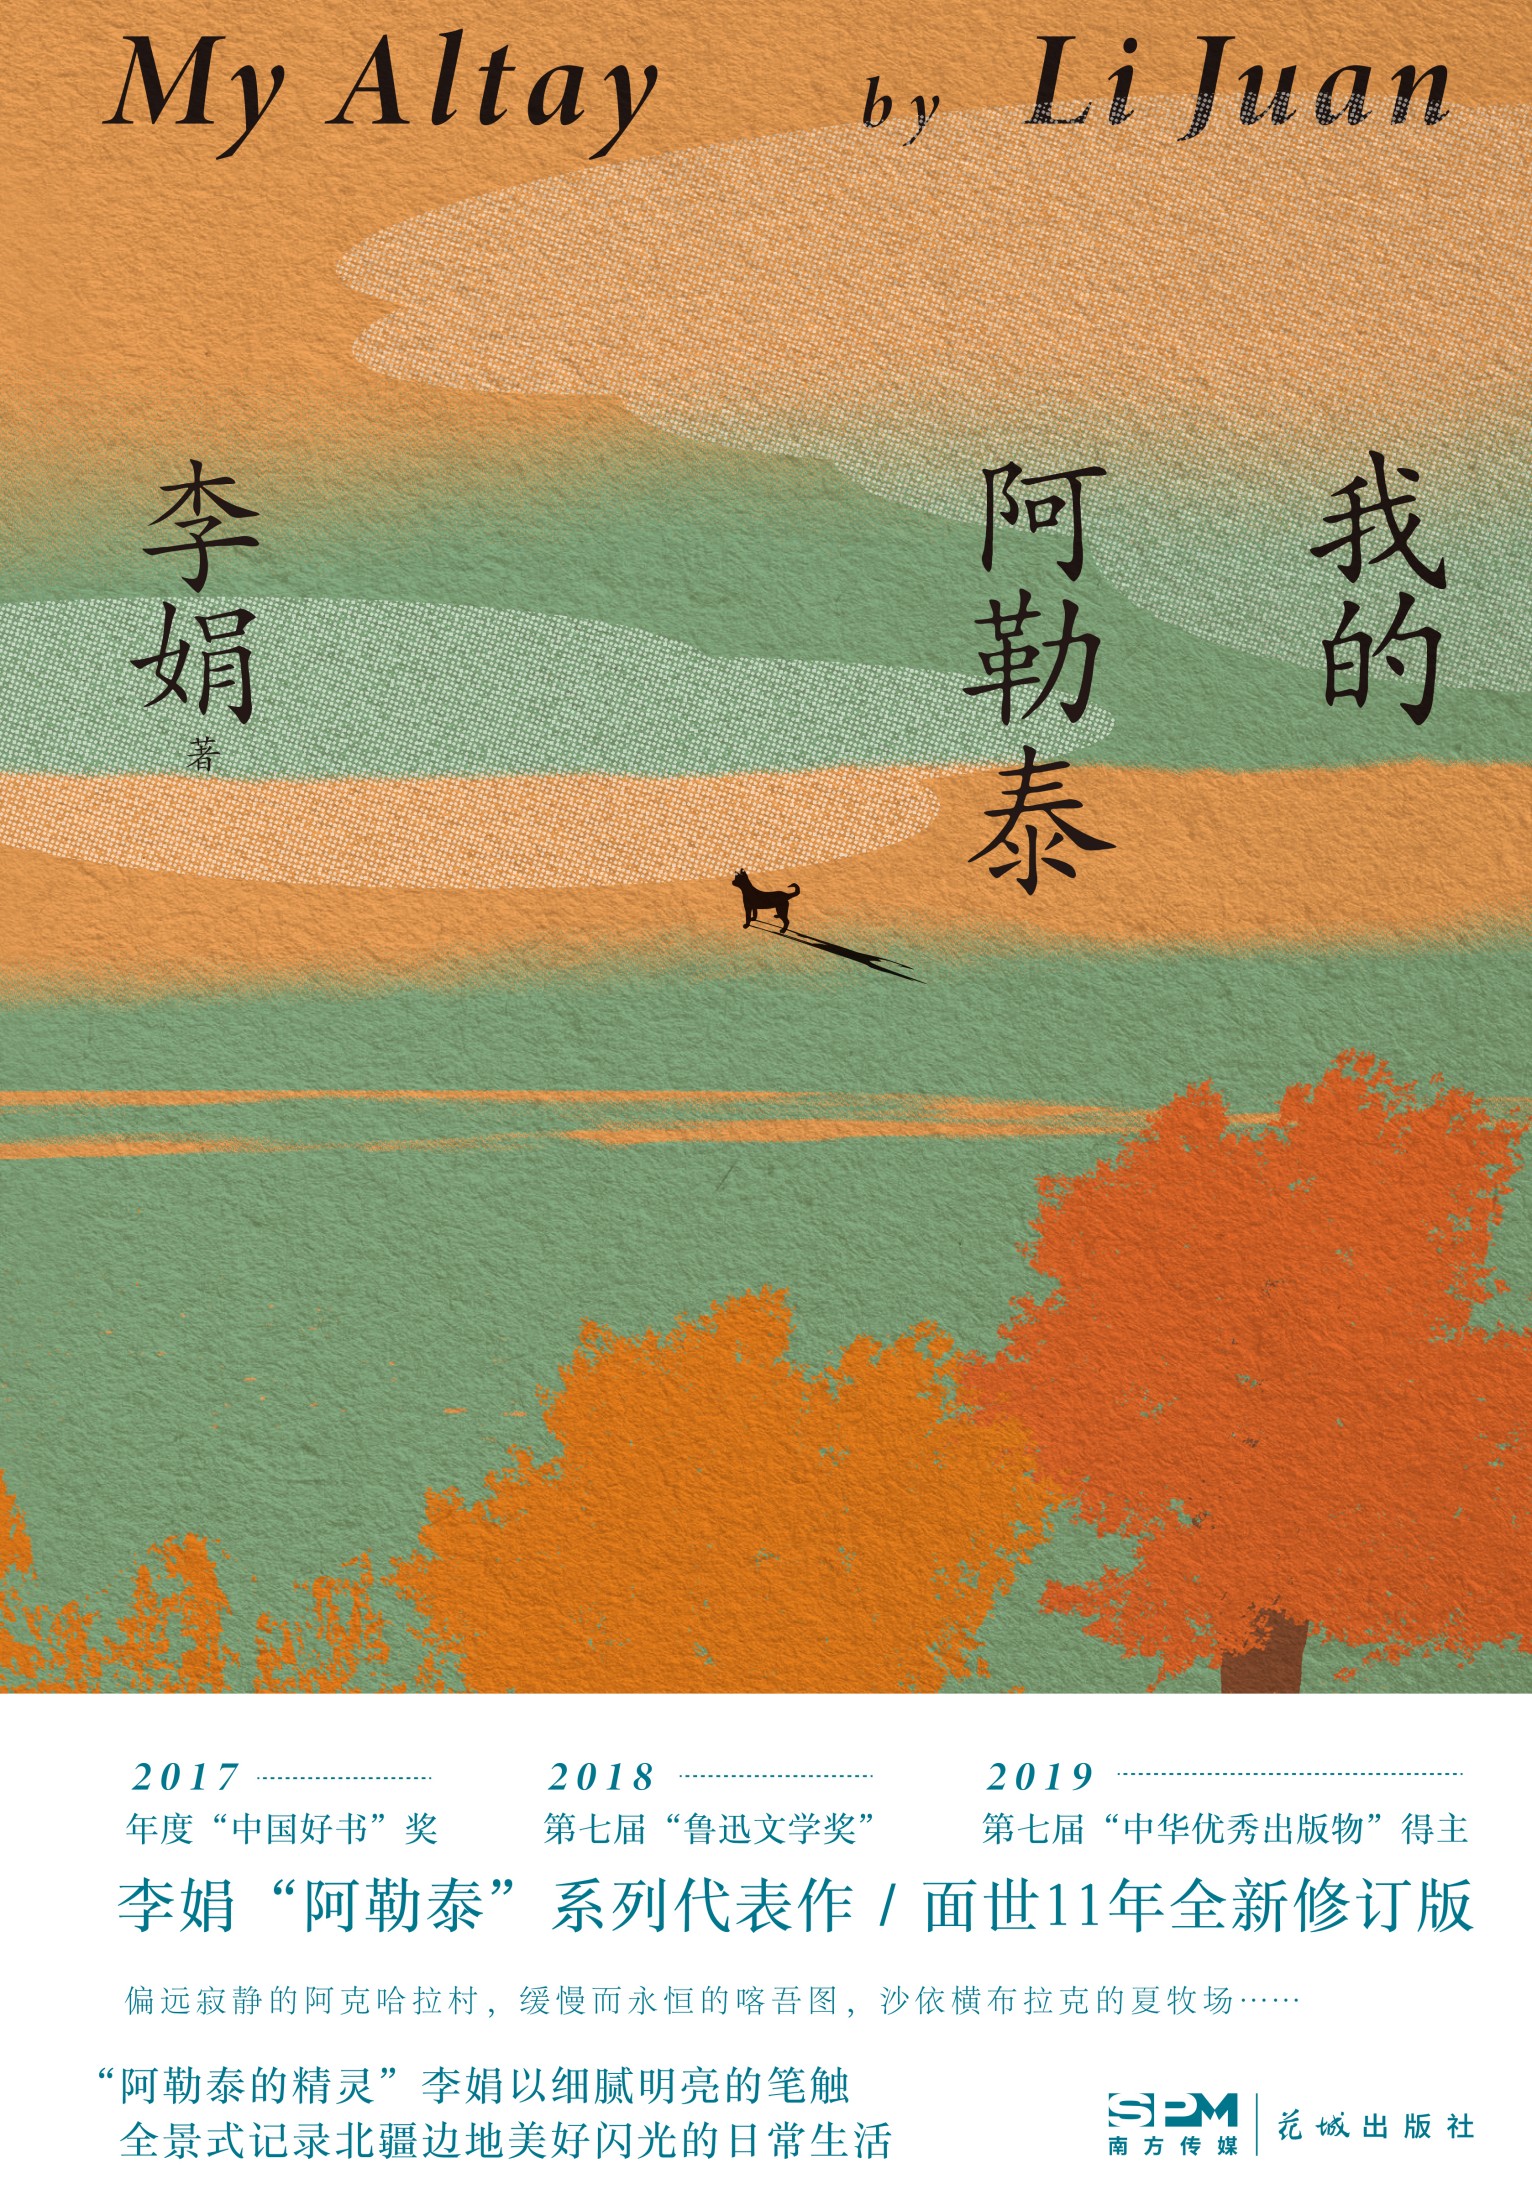 My Altay by Li Juan
我的
阿勒泰
李娟
著
2017
年度“中国好书”奖
2018
第七届“鲁迅文学奖”
2019
第七届“中华优秀出版物”得主
李娟“阿勒泰”系列代表作 / 面世11年全新修订版
偏远寂静的阿克哈拉村，缓慢而永恒的喀吾图，沙依横布拉克的夏牧场……
“阿勒泰的精灵”李娟以细腻明亮的笔触
全景式记录北疆边地美好闪光的日常生活
SPM
南方传媒
花城出版社